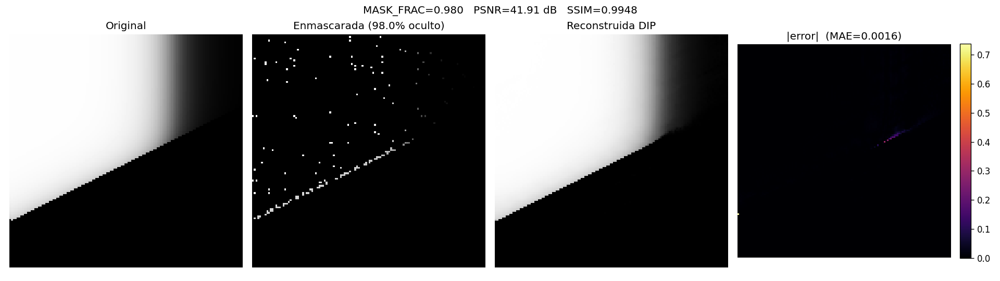 MASK_FRAC=0.980   PSNR=41.91 dB   SSIM=0.9948
Original
Enmascarada (98.0% oculto)
Reconstruida DIP
|error|  (MAE=0.0016)
0.7
0.6
0.5
0.4
0.3
0.2
0.1
0.0